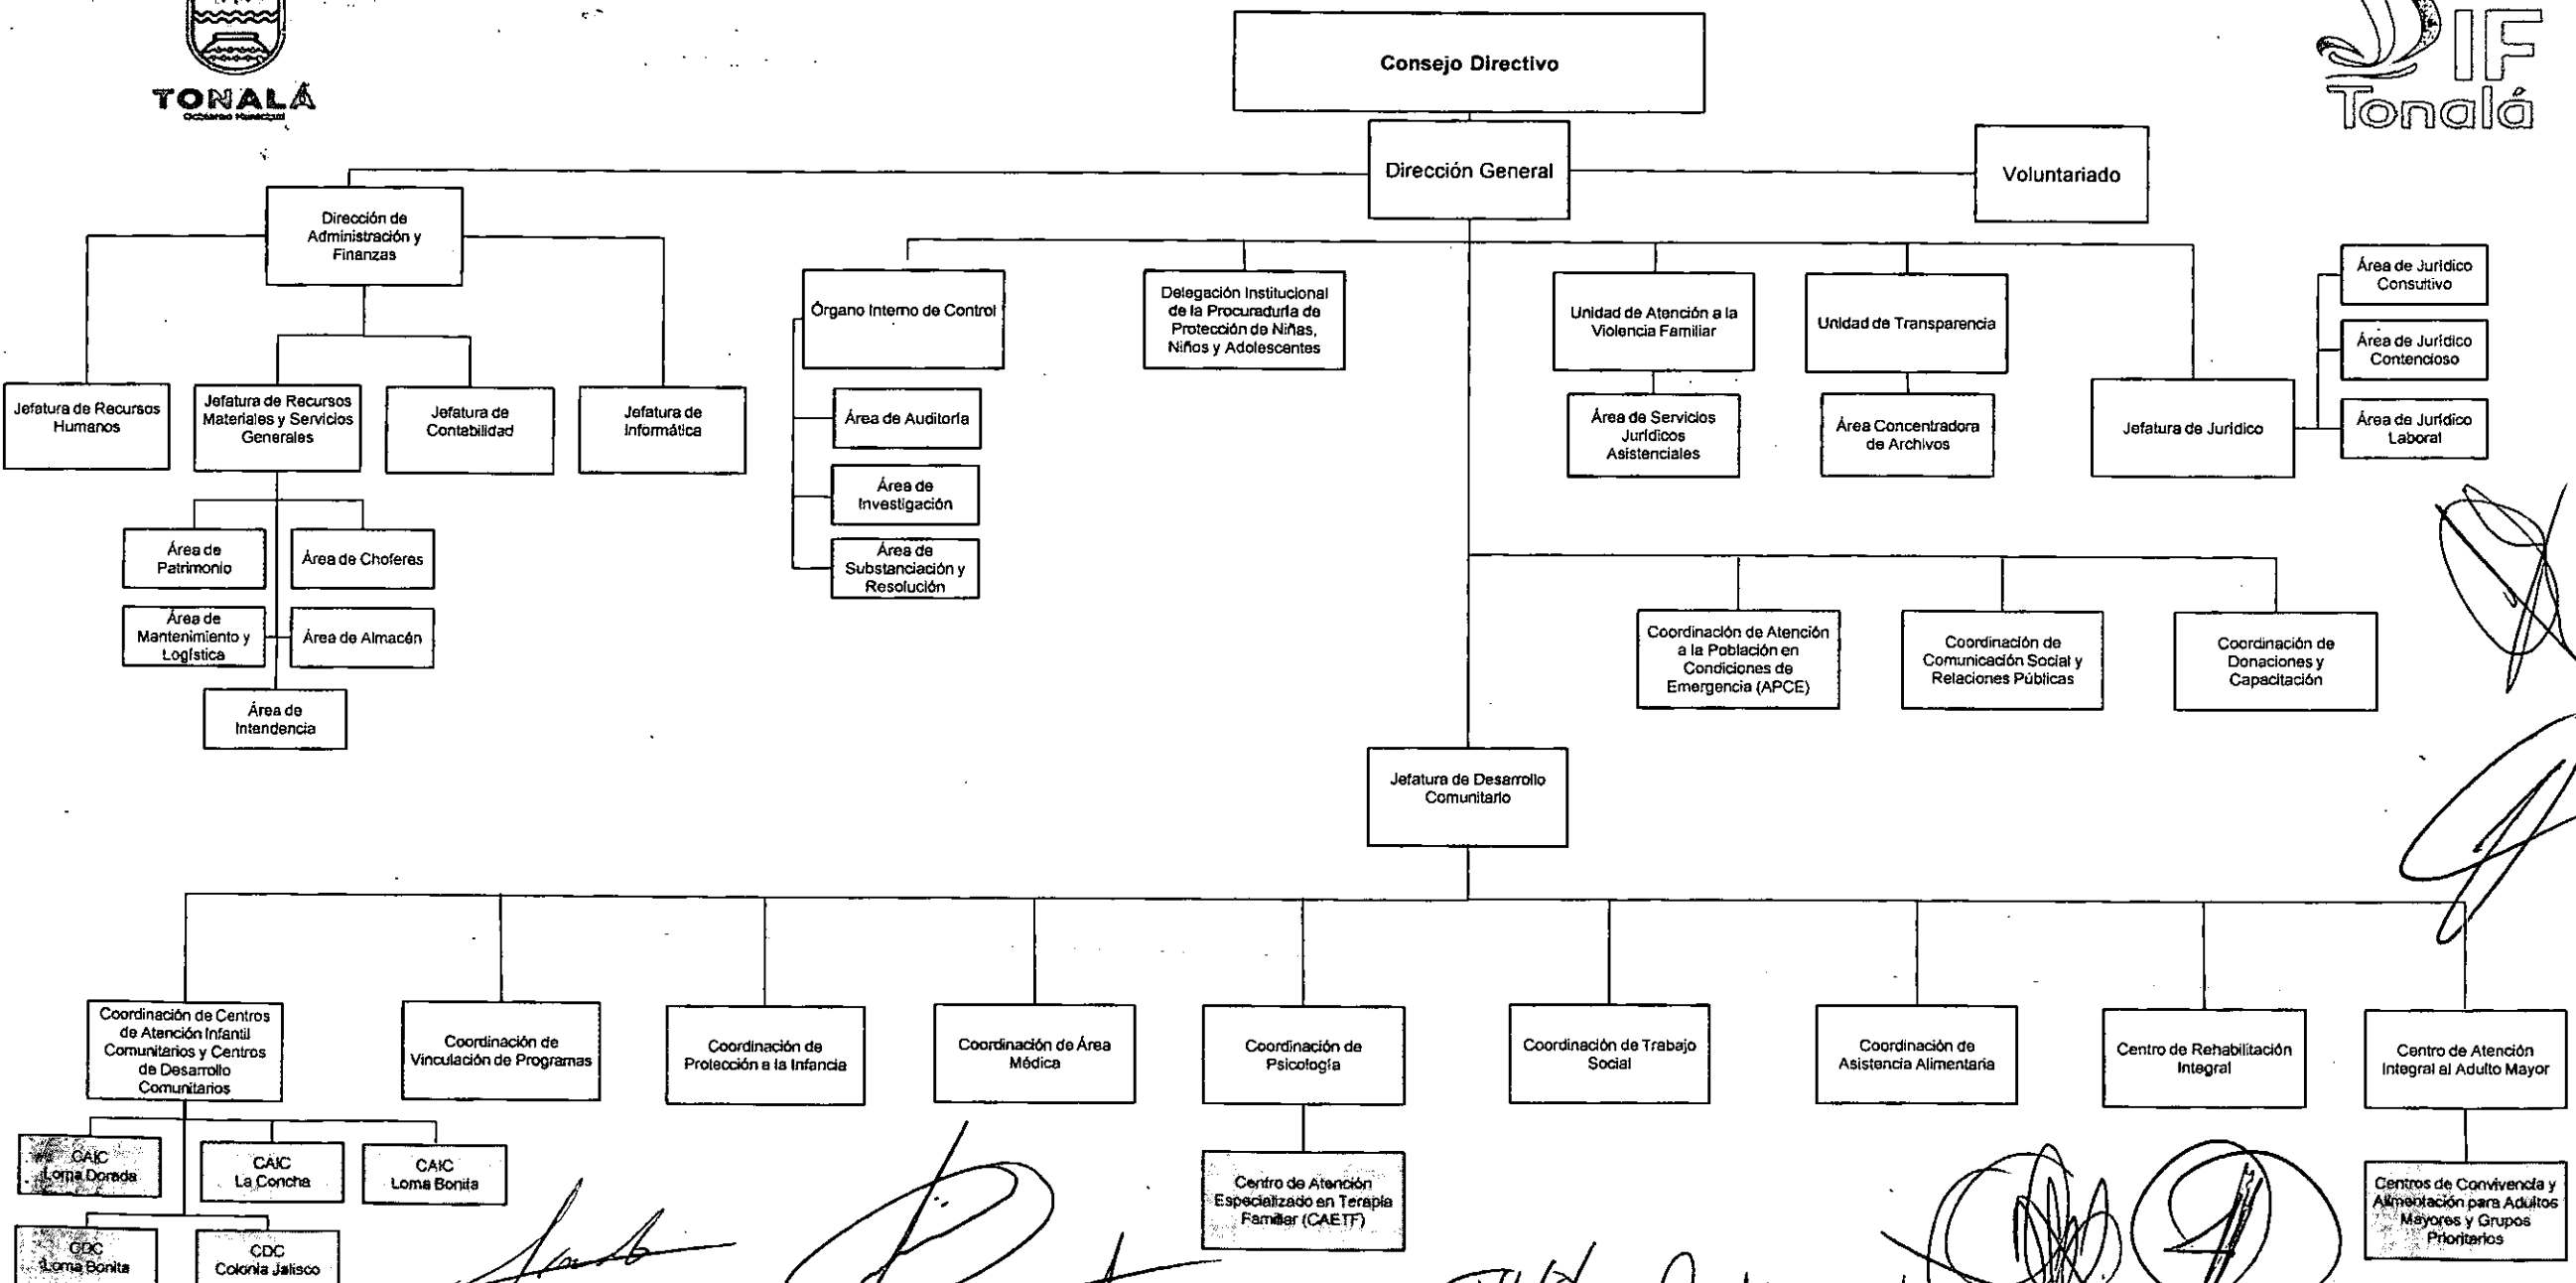 TONALÁ
Gobierno Municipal
DIF
Tonalá
Consejo Directivo
Dirección General
Voluntariado
Dirección de
Administración y
Finanzas
Órgano Interno de Control
Delegación Institucional
de la Procuraduría de
Protección de Niñas,
Niños y Adolescentes
Unidad de Atención a la
Violencia Familiar
Unidad de Transparencia
Área de Jurídico
Consultivo
Área de Jurídico
Contencioso
Área de Jurídico
Laboral
Jefatura de Jurídico
Jefatura de Recursos
Humanos
Jefatura de Recursos
Materiales y Servicios
Generales
Jefatura de
Contabilidad
Jefatura de
Informática
Área de Auditoría
Área de
Investigación
Área de
Substanciación y
Resolución
Área de Servicios
Jurídicos
Asistenciales
Área Concentradora
de Archivos
Área de
Patrimonio
Área de Choferes
Área de
Mantenimiento y
Logística
Área de Almacén
Área de
Intendencia
Coordinación de Atención
a la Población en
Condiciones de
Emergencia (APCE)
Coordinación de
Comunicación Social y
Relaciones Públicas
Coordinación de
Donaciones y
Capacitación
Jefatura de Desarrollo
Comunitario
Coordinación de Centros
de Atención Infantil
Comunitarios y Centros
de Desarrollo
Comunitarios
Coordinación de
Vinculación de Programas
Coordinación de
Protección a la Infancia
Coordinación de Área
Médica
Coordinación de
Psicología
Coordinación de Trabajo
Social
Coordinación de
Asistencia Alimentaria
Centro de Rehabilitación
Integral
Centro de Atención
Integral al Adulto Mayor
CAIC
Loma Dorada
CAIC
La Concha
CAIC
Loma Bonita
CDC
Loma Bonita
CDC
Colonia Jalisco
Centro de Atención
Especializado en Terapia
Familiar (CAETF)
Centros de Convivencia y
Alimentación para Adultos
Mayores y Grupos
Prioritarios